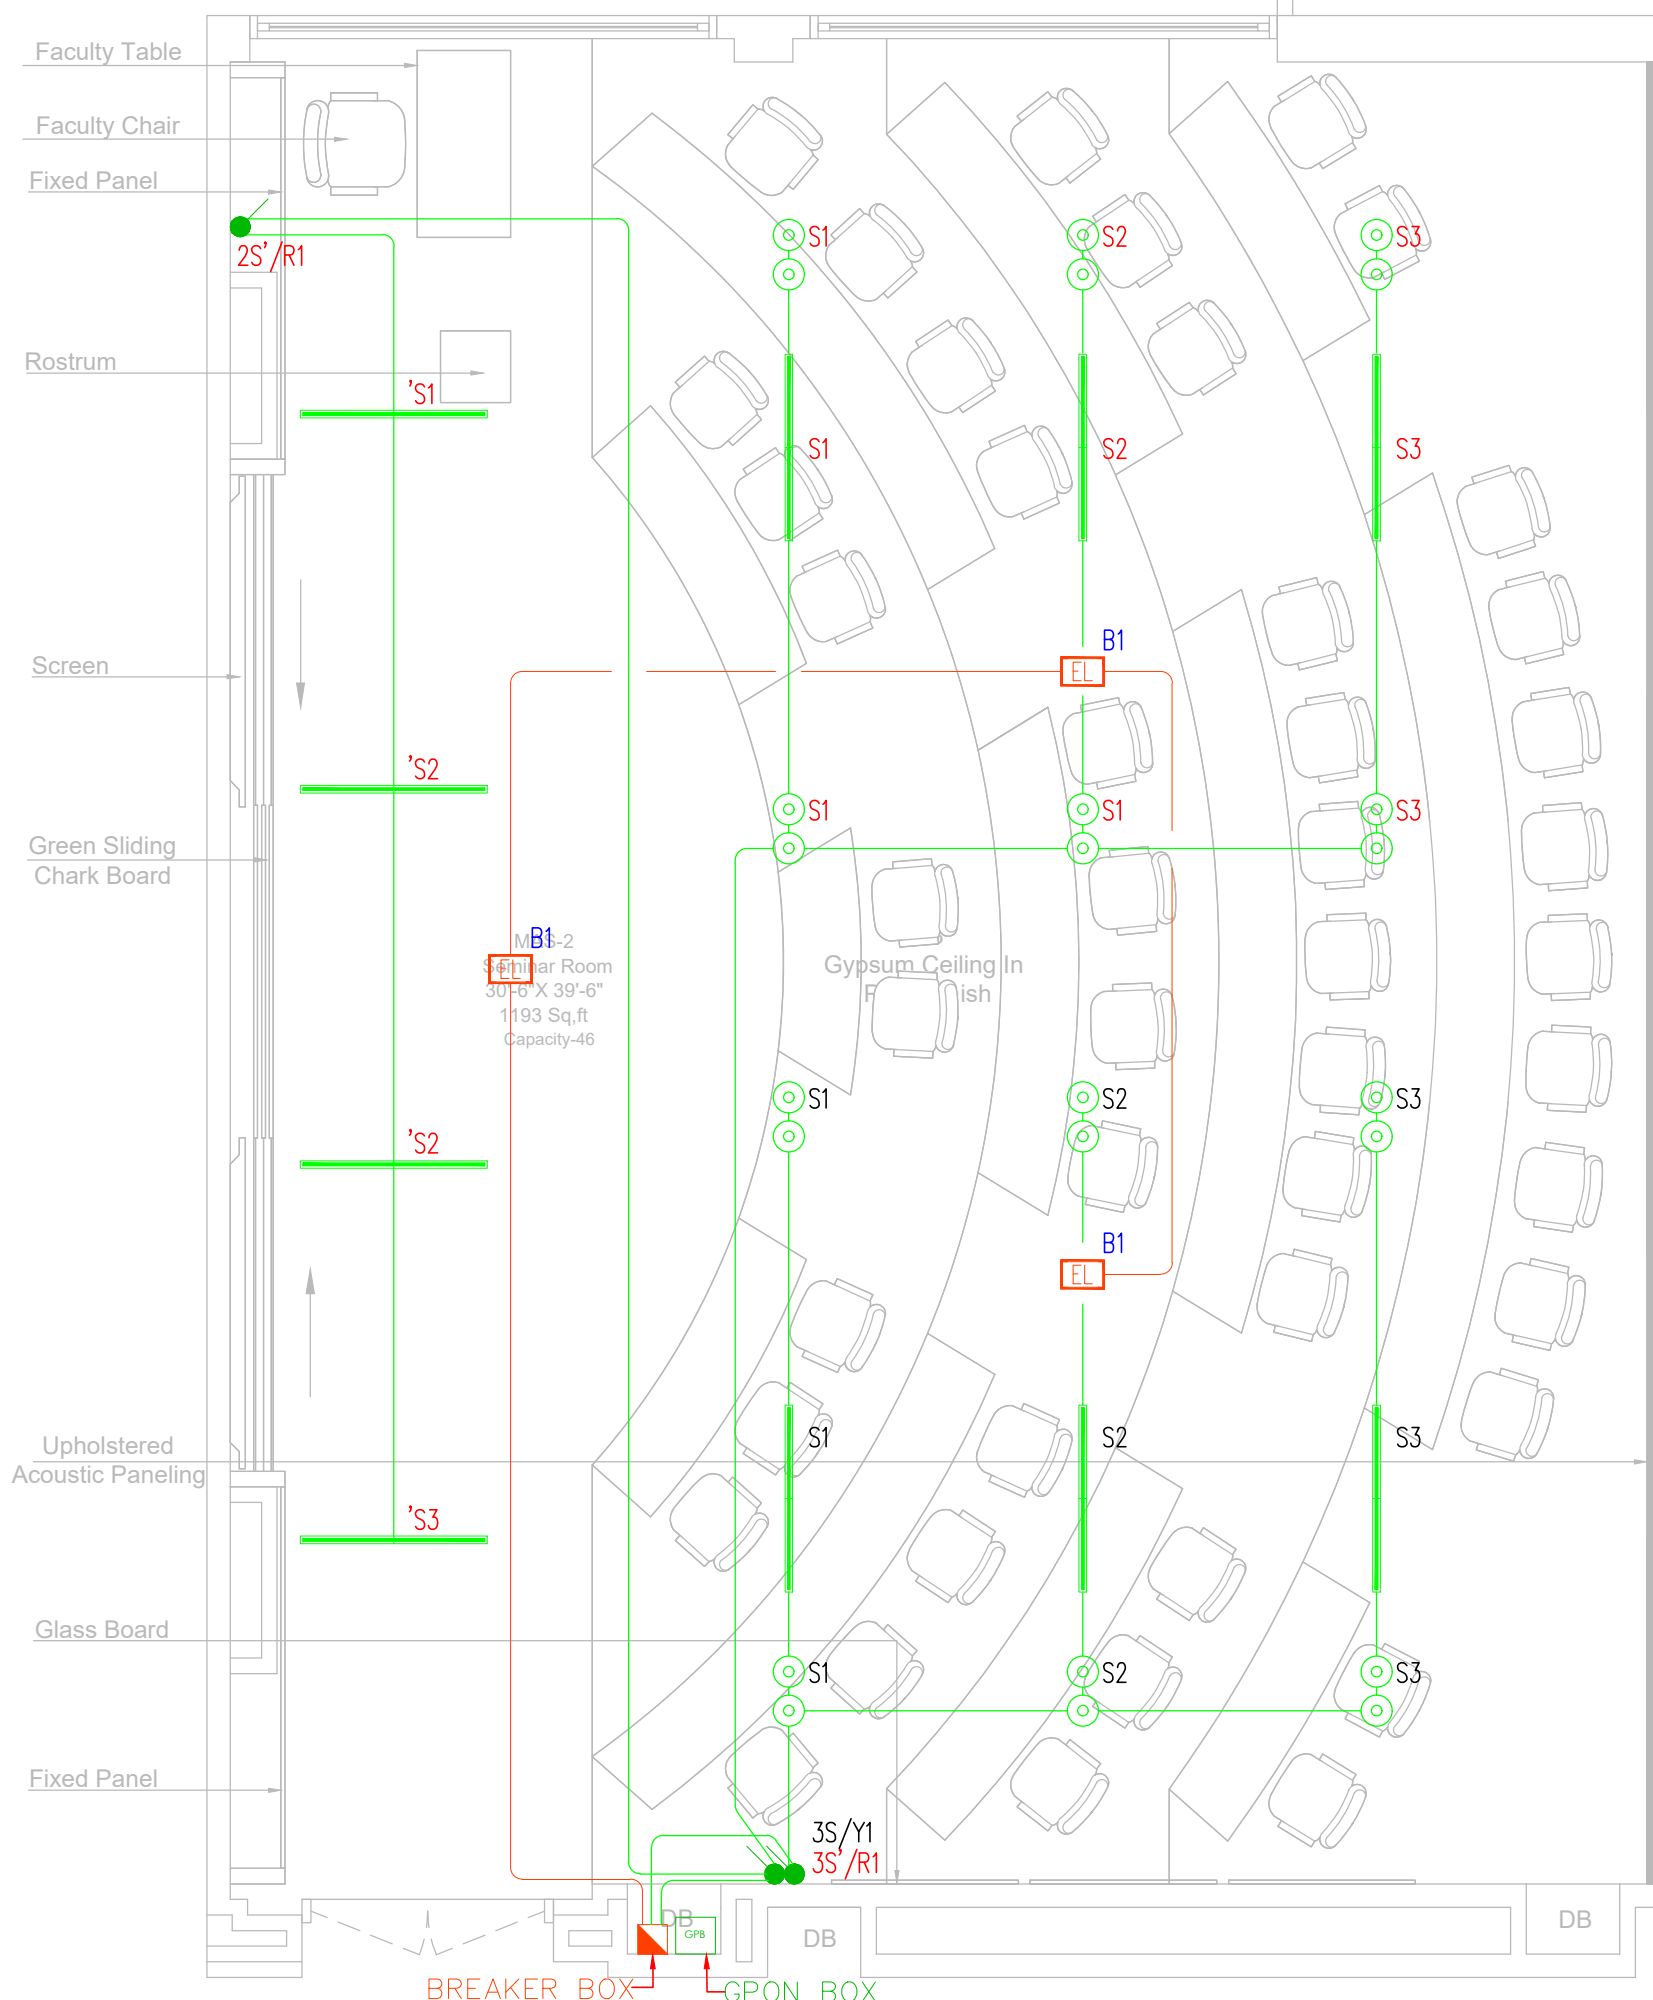 Faculty Table
Faculty Chair
Fixed Panel
2S'/R1
S1
S2
S3
Rostrum
'S1
S1
S2
S3
B1
EL
Screen
'S2
S1
S1
S3
Green Sliding
Chark Board
B1
EL
MAS-2
Seminar Room
30'-6"X 39'-6"
1193 Sq,ft
Capacity-46
Gypsum Ceiling In
S1
S2
S3
'S2
B1
EL
Upholstered
Acoustic Paneling
S1
S2
S3
'S3
Glass Board
S1
S2
S3
Fixed Panel
3S/Y1
3S'/R1
DB
GPB
DB
DB
BREAKER BOX
GPON BOX